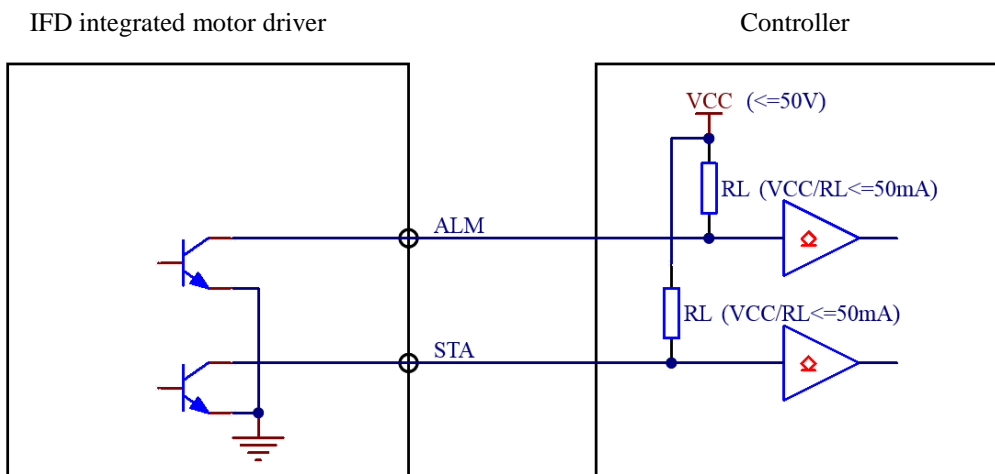 IFD integrated motor driver
Controller
VCC (<=50V)
RL (VCC/RL<=50mA)
ALM
RL (VCC/RL<=50mA)
STA